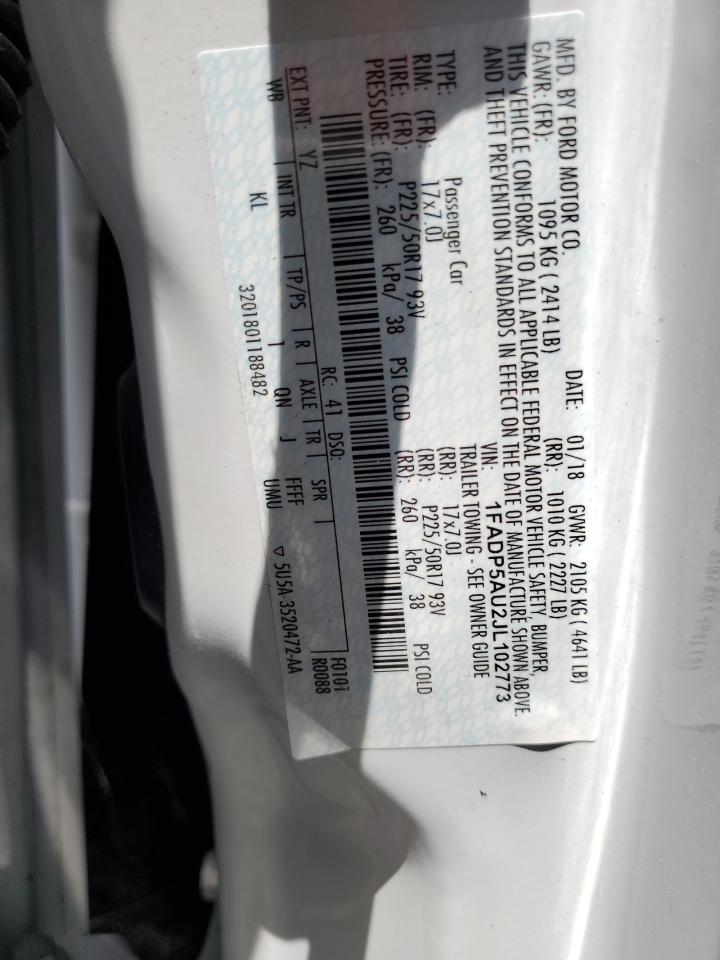 MFD. BY FORD MOTOR CO. DATE: 01/18 GVWR: 2105 KG ( 4641 LB)
GAWR: (FR): 1095 KG ( 2414 LB) (RR): 1010 KG ( 2227 LB)
THIS VEHICLE CONFORMS TO ALL APPLICABLE FEDERAL MOTOR VEHICLE SAFETY, BUMPER,
AND THEFT PREVENTION STANDARDS IN EFFECT ON THE DATE OF MANUFACTURE SHOWN ABOVE.
VIN: 1FADP5AU2JL102773
TYPE: Passenger Car TRAILER TOWING - SEE OWNER GUIDE
RIM: (FR): 17x7.0J (RR): 17x7.0J
TIRE: (FR): P225/50R17 93V (RR): P225/50R17 93V
PRESSURE: (FR): 260 kPa/ 38 PSI COLD (RR): 260 kPa/ 38 PSI COLD
F0101
RC: 41 DSO: R0088
EXT PNT: YZ
WB INT TR TP/PS R AXLE TR SPR
KL 1 QN J FFFF
UMU
3201801188482 ▽ 5U5A-3520472-AA